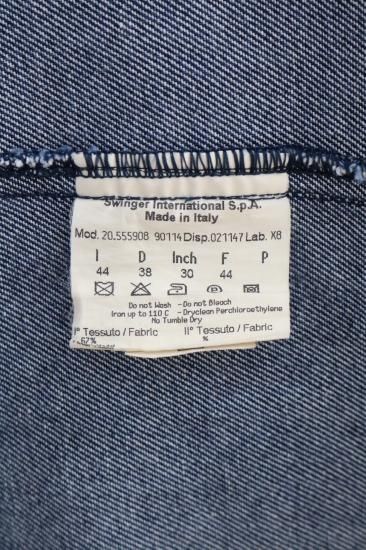 Swinger International S.p.A.
Made in Italy
Mod. 20.555908 90114 Disp.021147 Lab. X8
I D Inch F P
44 38 30 44
P
Do not Wash - Do not Bleach
Iron up to 110 C - Dryclean Perchloroethylene
No Tumble Dry
I° Tessuto / Fabric II° Tessuto / Fabric
67% %